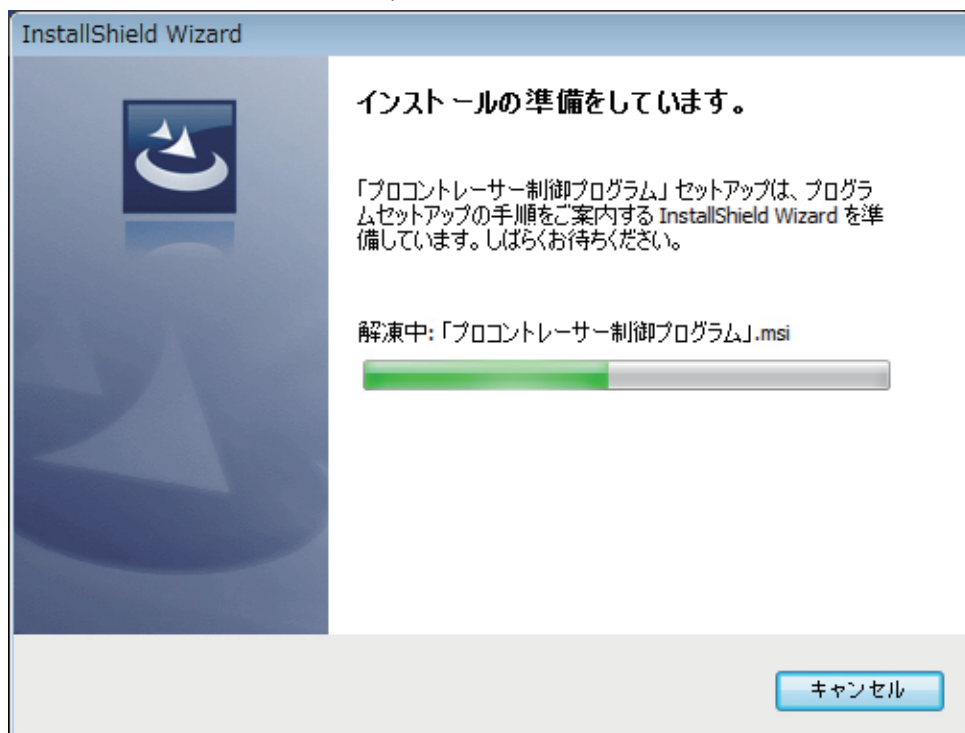 InstallShield Wizard
インストールの準備をしています。
「プロコントレーサー制御プログラム」 セットアップは、プログラ
ムセットアップの手順をご案内する InstallShield Wizard を準
備しています。しばらくお待ちください。
解凍中: 「プロコントレーサー制御プログラム」.msi
キャンセル